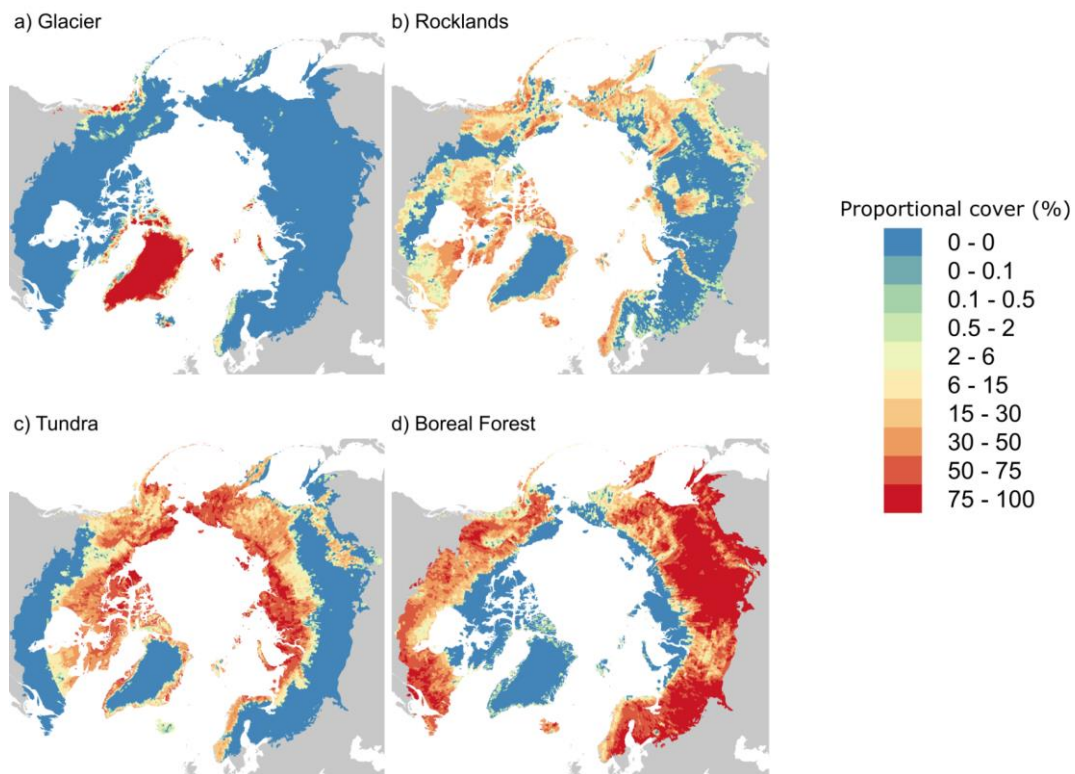 a) Glacier
b) Rocklands
c) Tundra
d) Boreal Forest
Proportional cover (%)
0 - 0
0 - 0.1
0.1 - 0.5
0.5 - 2
2 - 6
6 - 15
15 - 30
30 - 50
50 - 75
75 - 100